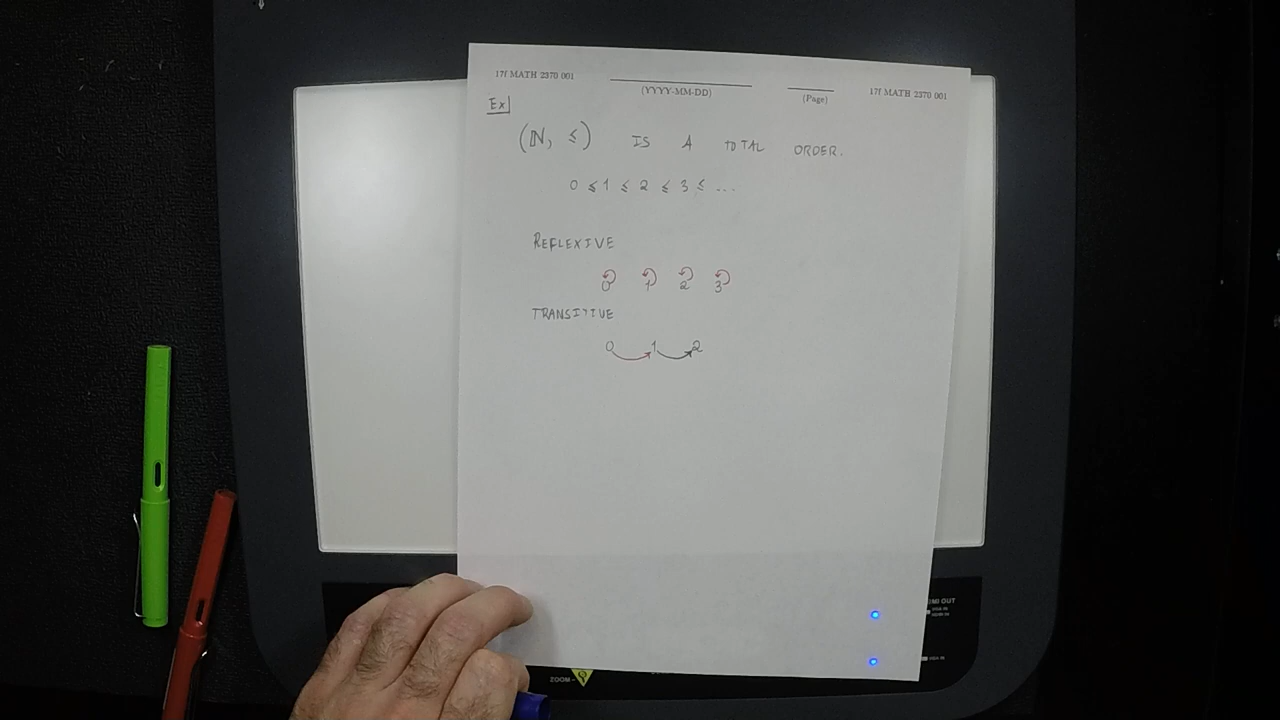 17f MATH 2370 001
(YYYY-MM-DD)
(Page)
17f MATH 2370 001
Ex
(ℕ, ≤) IS A TOTAL ORDER.
0 ≤ 1 ≤ 2 ≤ 3 ≤ ...
REFLEXIVE
0 1 2 3
TRANSITIVE
0 1 2
ZOOM